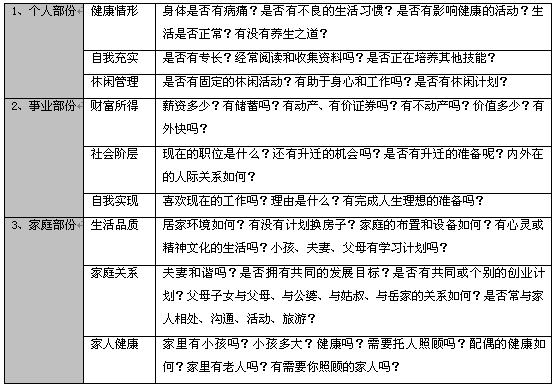 1、个人部份 健康情形 身体是否有病痛？是否有不良的生活习惯？是否有影响健康的活动？生
活是否正常？有没有养生之道？
自我充实 是否有专长？经常阅读和收集资料吗？是否正在培养其他技能？
休闲管理 是否有固定的休闲活动？有助于身心和工作吗？是否有休闲计划？
2、事业部份 财富所得 薪资多少？有储蓄吗？有动产、有价证券吗？有不动产吗？价值多少？有
外快吗？
社会阶层 现在的职位是什么？还有升迁的机会吗？是否有升迁的准备呢？内外在
的人际关系如何？
自我实现 喜欢现在的工作吗？理由是什么？有完成人生理想的准备吗？
3、家庭部份 生活品质 居家环境如何？有没有计划换房子？家庭的布置和设备如何？有心灵或
精神文化的生活吗？小孩、夫妻、父母有学习计划吗？
家庭关系 夫妻和谐吗？是否拥有共同的发展目标？是否有共同或个别的创业计
划？父母子女与父母、与公婆、与姑叔、与岳家的关系如何？是否常与家
人相处、沟通、活动、旅游？
家人健康 家里有小孩吗？小孩多大？健康吗？需要托人照顾吗？配偶的健康如
何？家里有老人吗？有需要你照顾的家人吗？